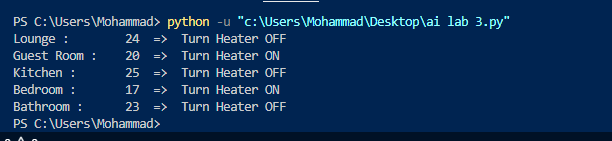 PS C:\Users\Mohammad> python -u "c:\Users\Mohammad\Desktop\ai lab 3.py"
Lounge :       24  =>  Turn Heater OFF
Guest Room :   20  =>  Turn Heater ON
Kitchen :      25  =>  Turn Heater OFF
Bedroom :      17  =>  Turn Heater ON
Bathroom :     23  =>  Turn Heater OFF
PS C:\Users\Mohammad>